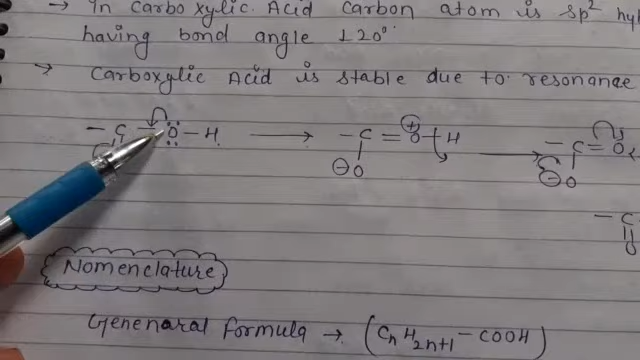 → In Carboxylic Acid Carbon atom is sp² hy
having bond angle 120°
→ Carboxylic Acid is stable due to resonance
- C - O - H → - C = O - H → - C = O
O O O
- C
O
Nomenclature
Genenaral formula → (CnH2n+1 - COOH)